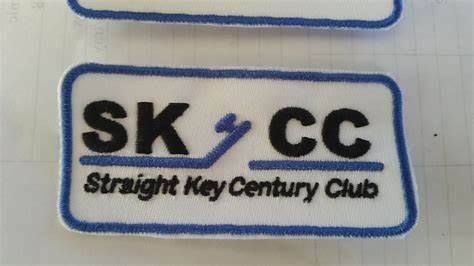 SK CC
Straight Key Century Club